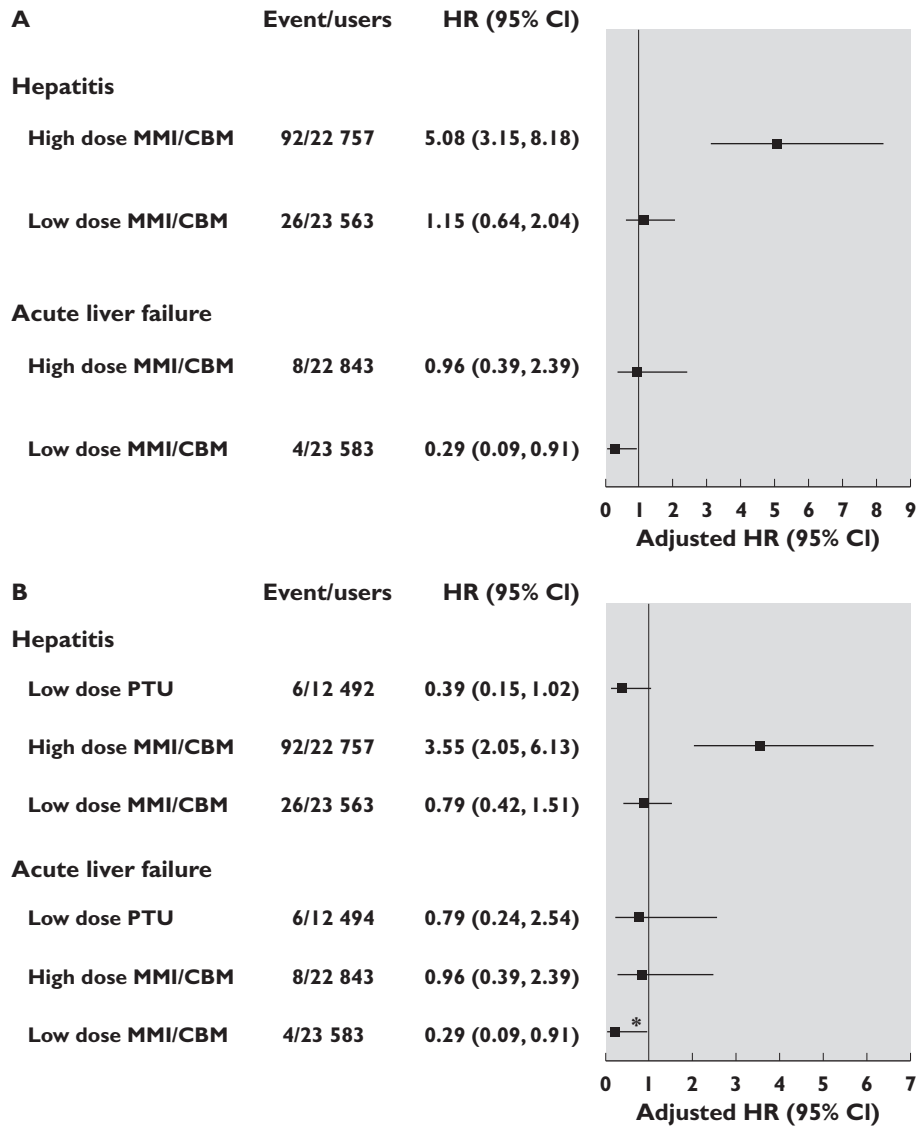 A Event/users HR (95% CI)
Hepatitis
High dose MMI/CBM 92/22 757 5.08 (3.15, 8.18)
Low dose MMI/CBM 26/23 563 1.15 (0.64, 2.04)
Acute liver failure
High dose MMI/CBM 8/22 843 0.96 (0.39, 2.39)
Low dose MMI/CBM 4/23 583 0.29 (0.09, 0.91)
0 1 2 3 4 5 6 7 8 9
Adjusted HR (95% CI)
B Event/users HR (95% CI)
Hepatitis
Low dose PTU 6/12 492 0.39 (0.15, 1.02)
High dose MMI/CBM 92/22 757 3.55 (2.05, 6.13)
Low dose MMI/CBM 26/23 563 0.79 (0.42, 1.51)
Acute liver failure
Low dose PTU 6/12 494 0.79 (0.24, 2.54)
High dose MMI/CBM 8/22 843 0.96 (0.39, 2.39)
Low dose MMI/CBM 4/23 583 0.29 (0.09, 0.91) *
0 1 2 3 4 5 6 7
Adjusted HR (95% CI)